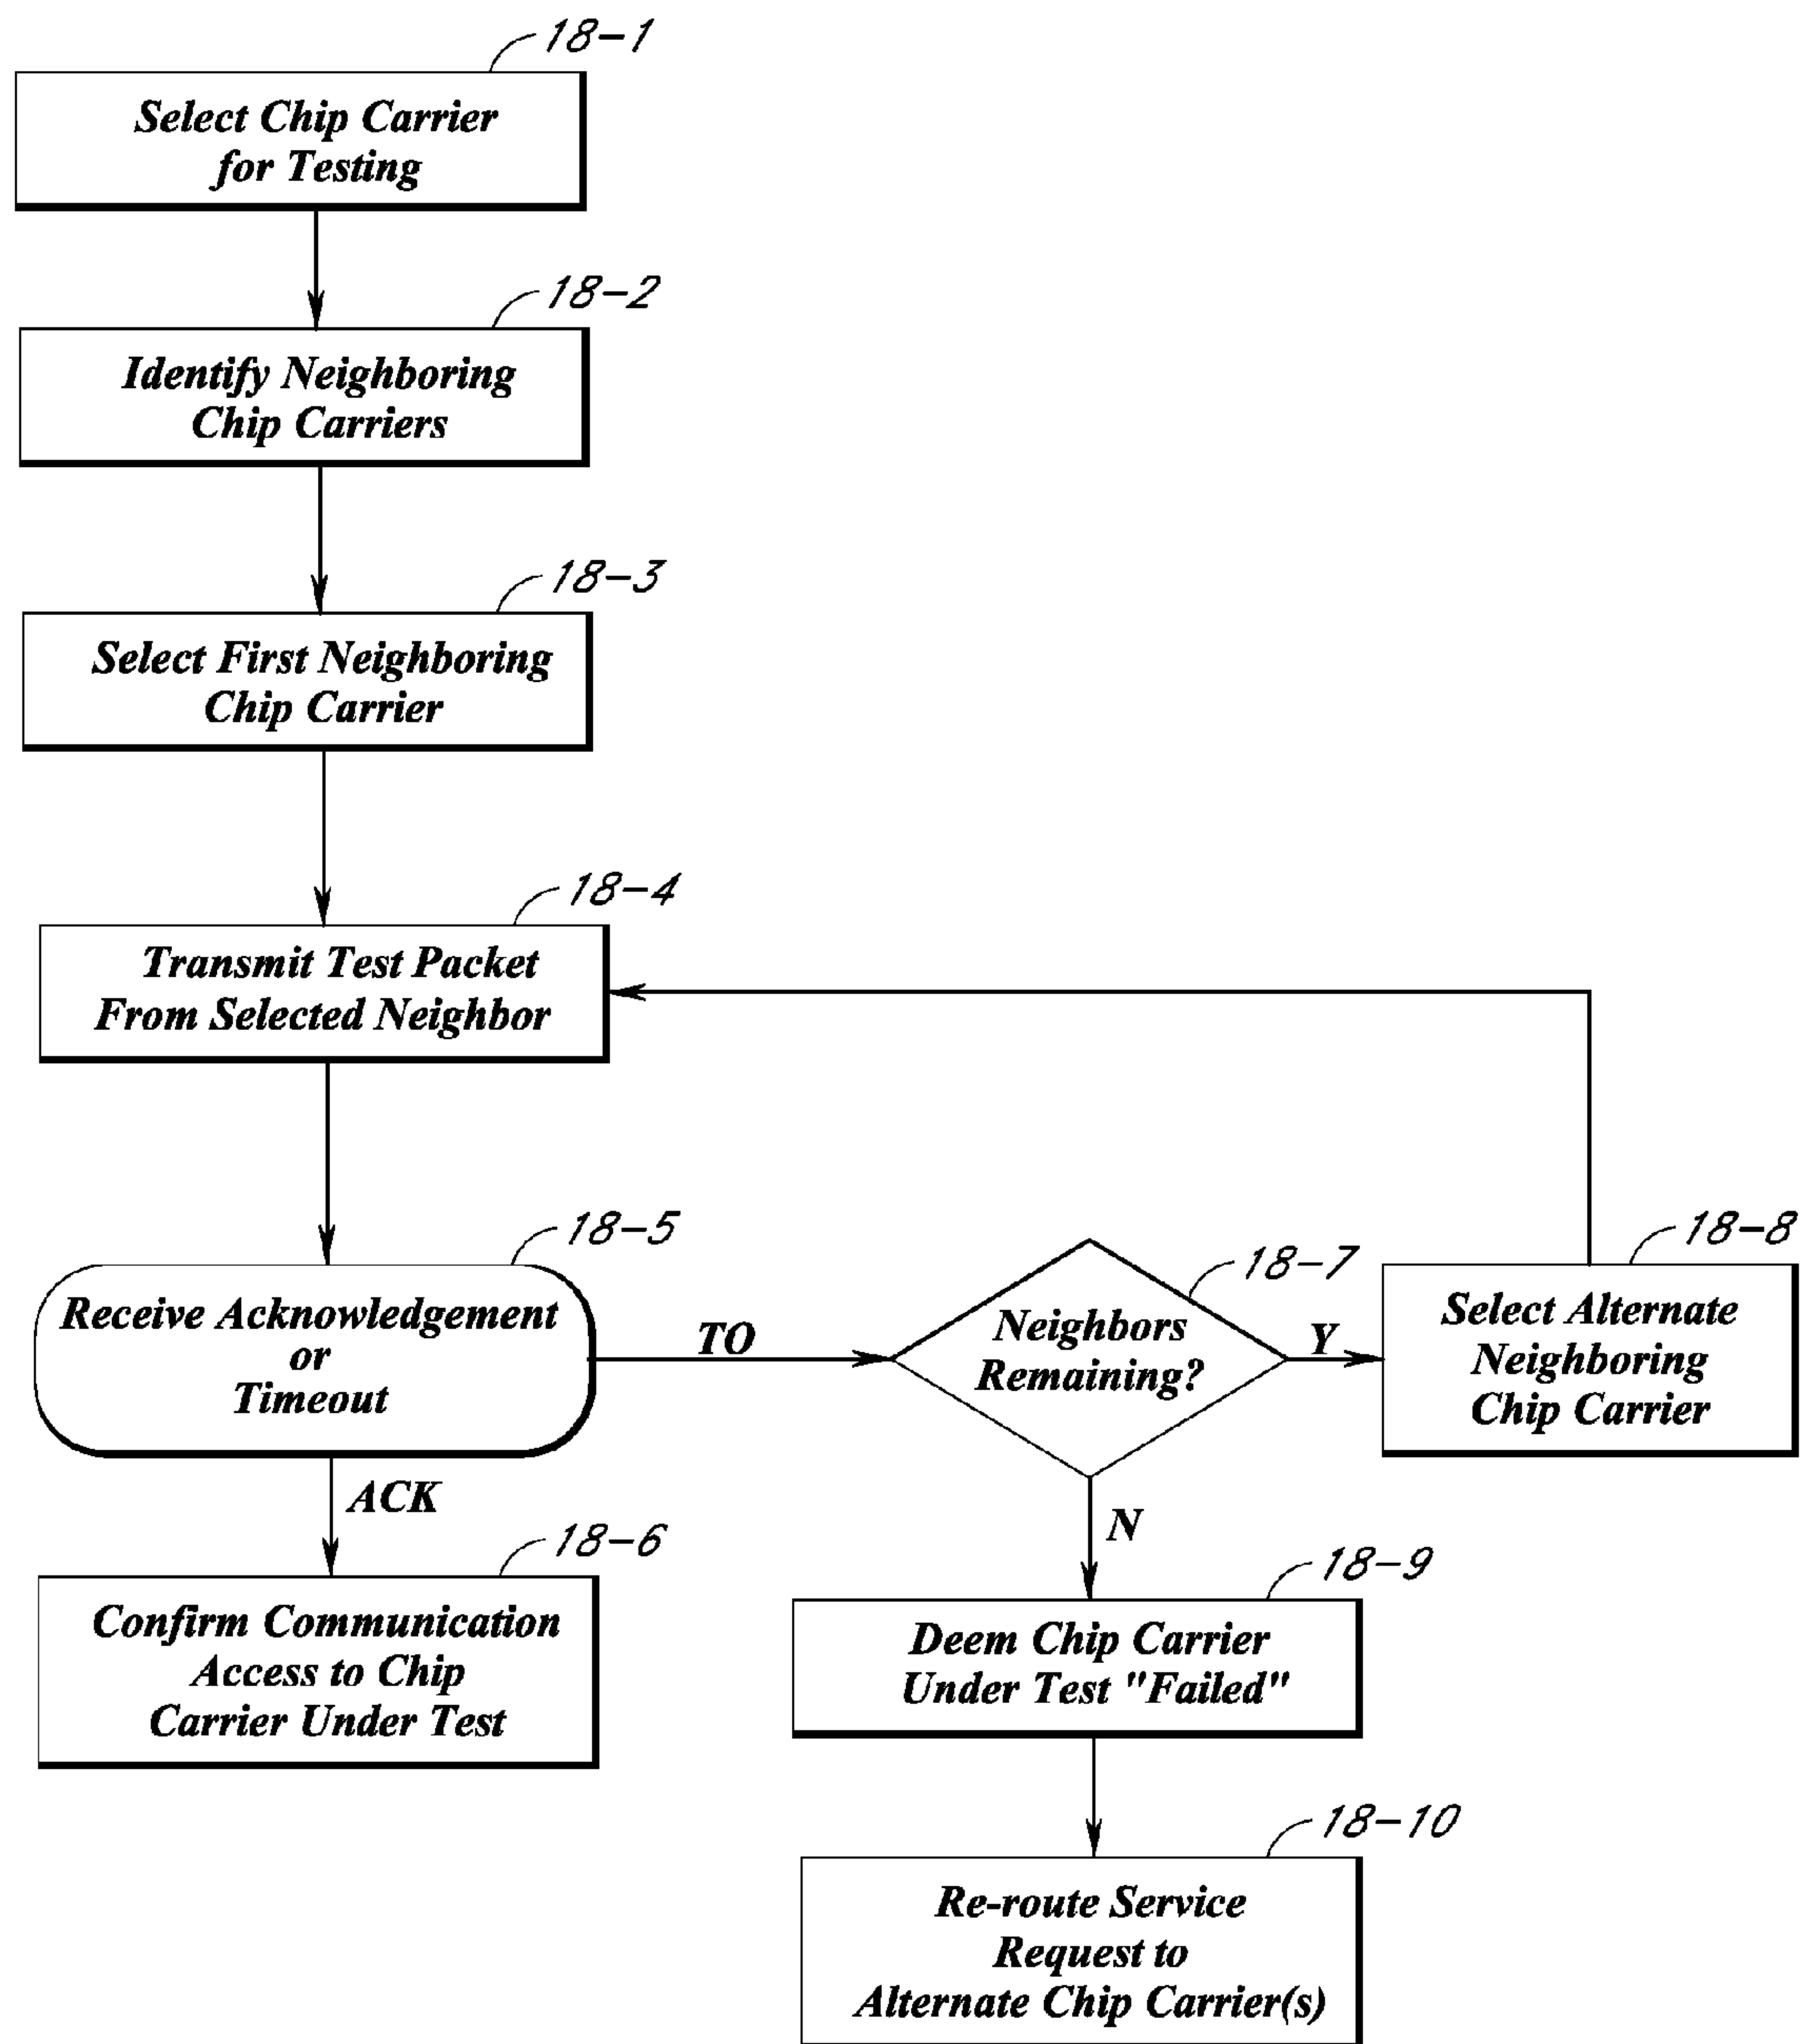 18-1
Select Chip Carrier
for Testing
18-2
Identify Neighboring
Chip Carriers
18-3
Select First Neighboring
Chip Carrier
18-4
Transmit Test Packet
From Selected Neighbor
18-5
Receive Acknowledgement
or
Timeout
TO
18-7
Neighbors
Remaining?
Y
18-8
Select Alternate
Neighboring
Chip Carrier
ACK
N
18-6
Confirm Communication
Access to Chip
Carrier Under Test
18-9
Deem Chip Carrier
Under Test "Failed"
18-10
Re-route Service
Request to
Alternate Chip Carrier(s)